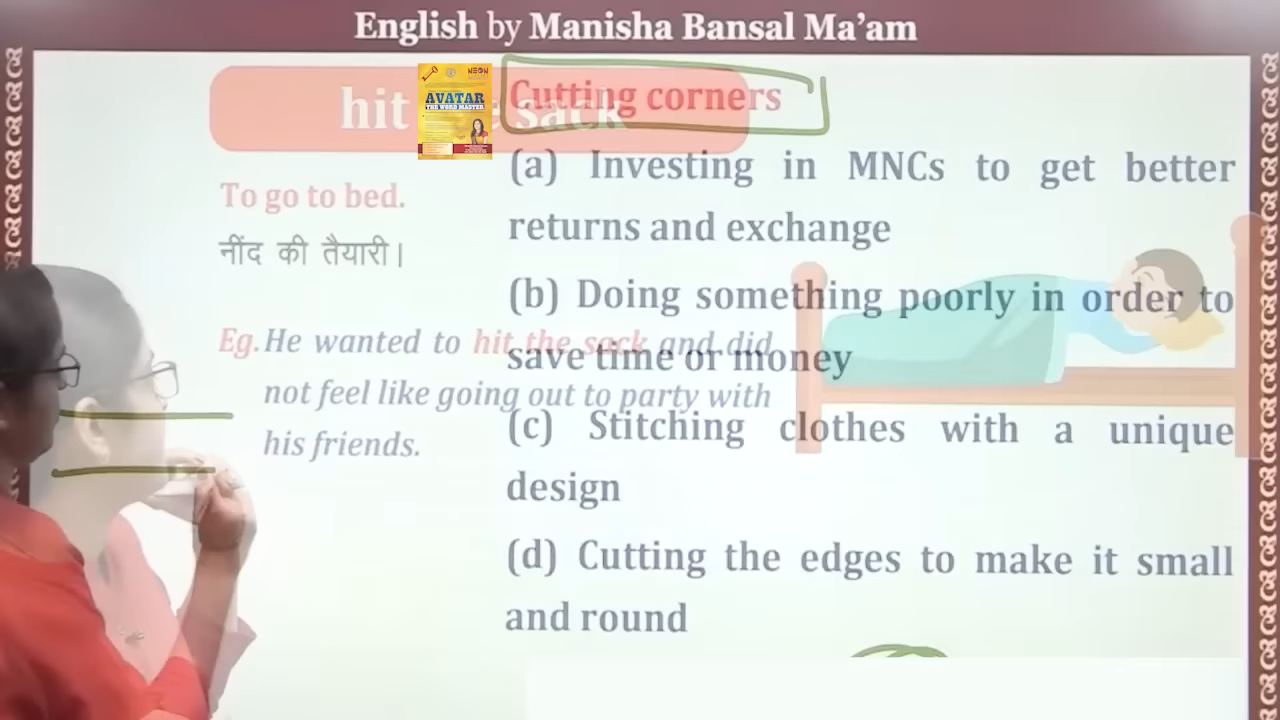 English by Manisha Bansal Ma'am
hit the sack
NEON
AVATAR
THE WORD MASTER
Cutting corners
To go to bed.
नींद की तैयारी।
Eg. He wanted to hit the sack and did
not feel like going out to party with
his friends.
(a) Investing in MNCs to get better
returns and exchange
(b) Doing something poorly in order to
save time or money
(c) Stitching clothes with a unique
design
(d) Cutting the edges to make it small
and round